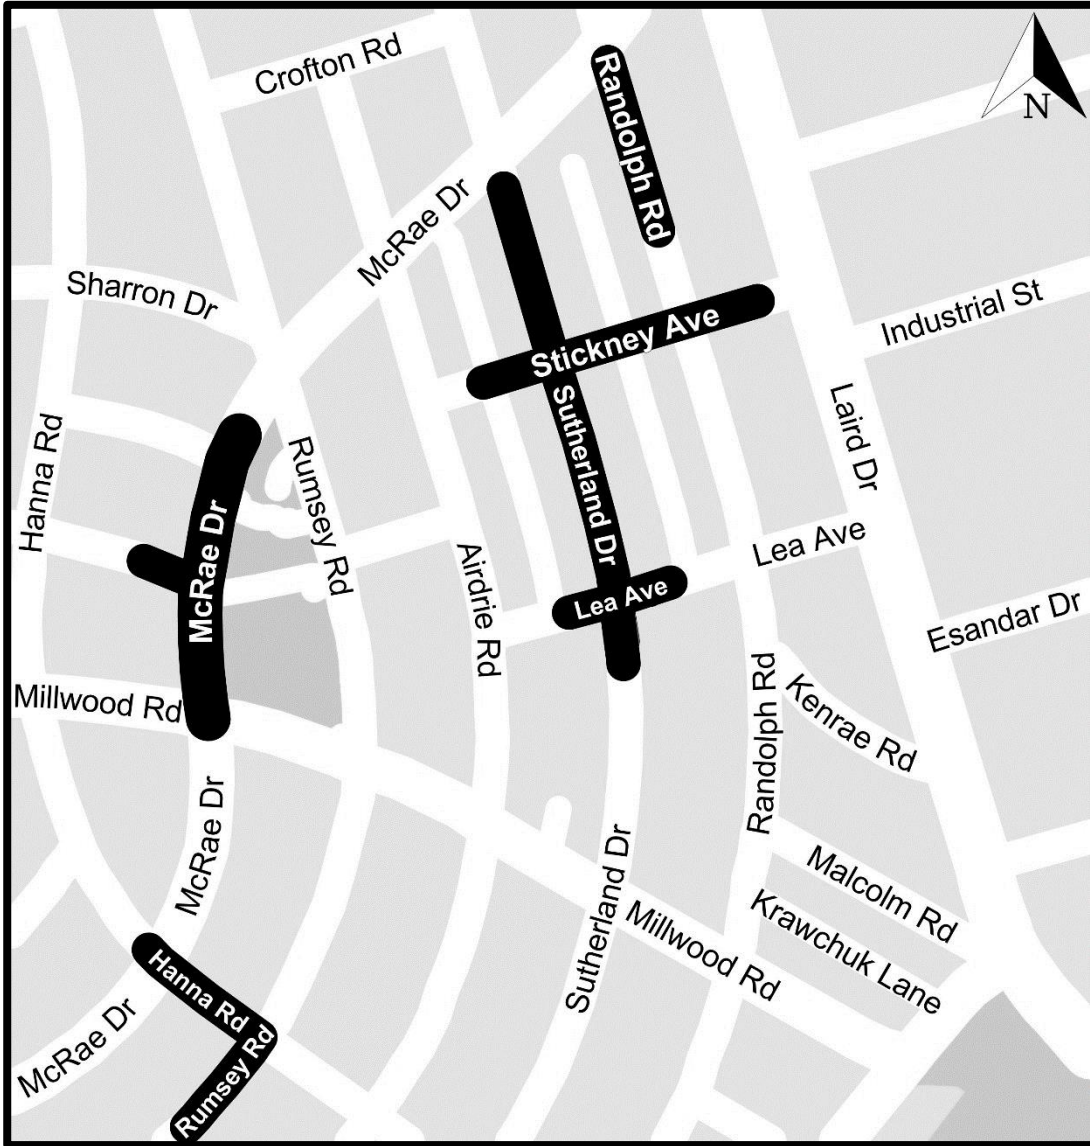 Crofton Rd
Randolph Rd
N
McRae Dr
Sharron Dr
Industrial St
Stickney Ave
Laird Dr
Hanna Rd
Rumsey Rd
Sutherland Dr
McRae Dr
Lea Ave
Airdrie Rd
Lea Ave
Esandar Dr
Millwood Rd
Randolph Rd
Kenrae Rd
McRae Dr
Sutherland Dr
Malcolm Rd
Millwood Rd
Krawchuk Lane
Hanna Rd
McRae Dr
Rumsey Rd